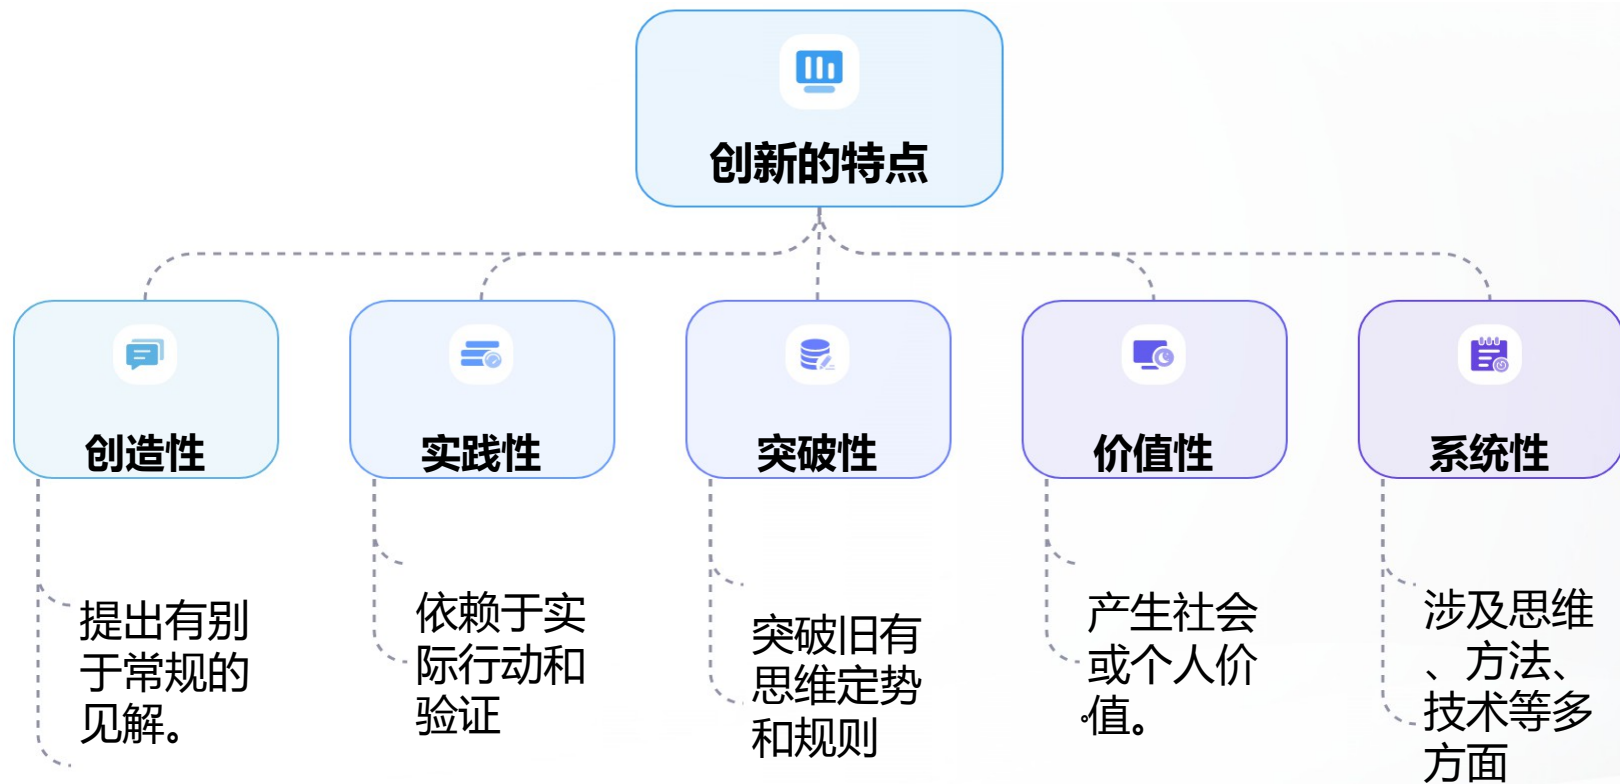 创新的特点
创造性
实践性
突破性
价值性
系统性
提出有别
于常规的
见解。
依赖于实
际行动和
验证
突破旧有
思维定势
和规则
产生社会
或个人价
值。
涉及思维
、方法、
技术等多
方面